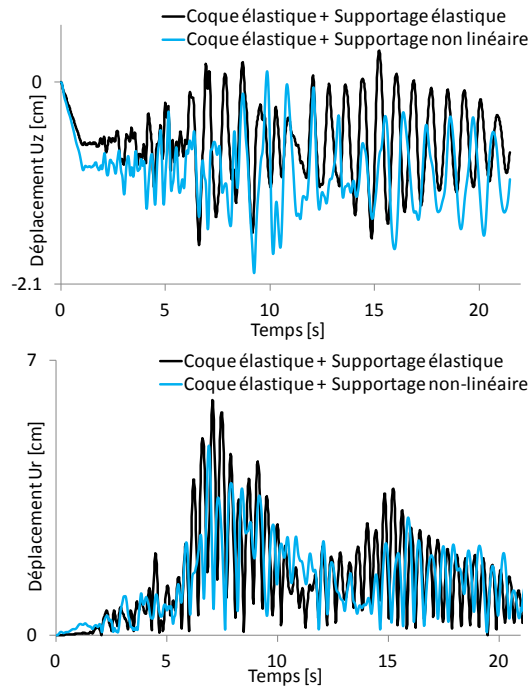 Coque élastique + Supportage élastique
Coque élastique + Supportage non linéaire
Déplacement Uz [cm]
0
-2.1
0
5
10
15
20
Temps [s]
Coque élastique + Supportage élastique
Coque élastique + Supportage non-linéaire
Déplacement Ur [cm]
7
0
0
5
10
15
20
Temps [s]